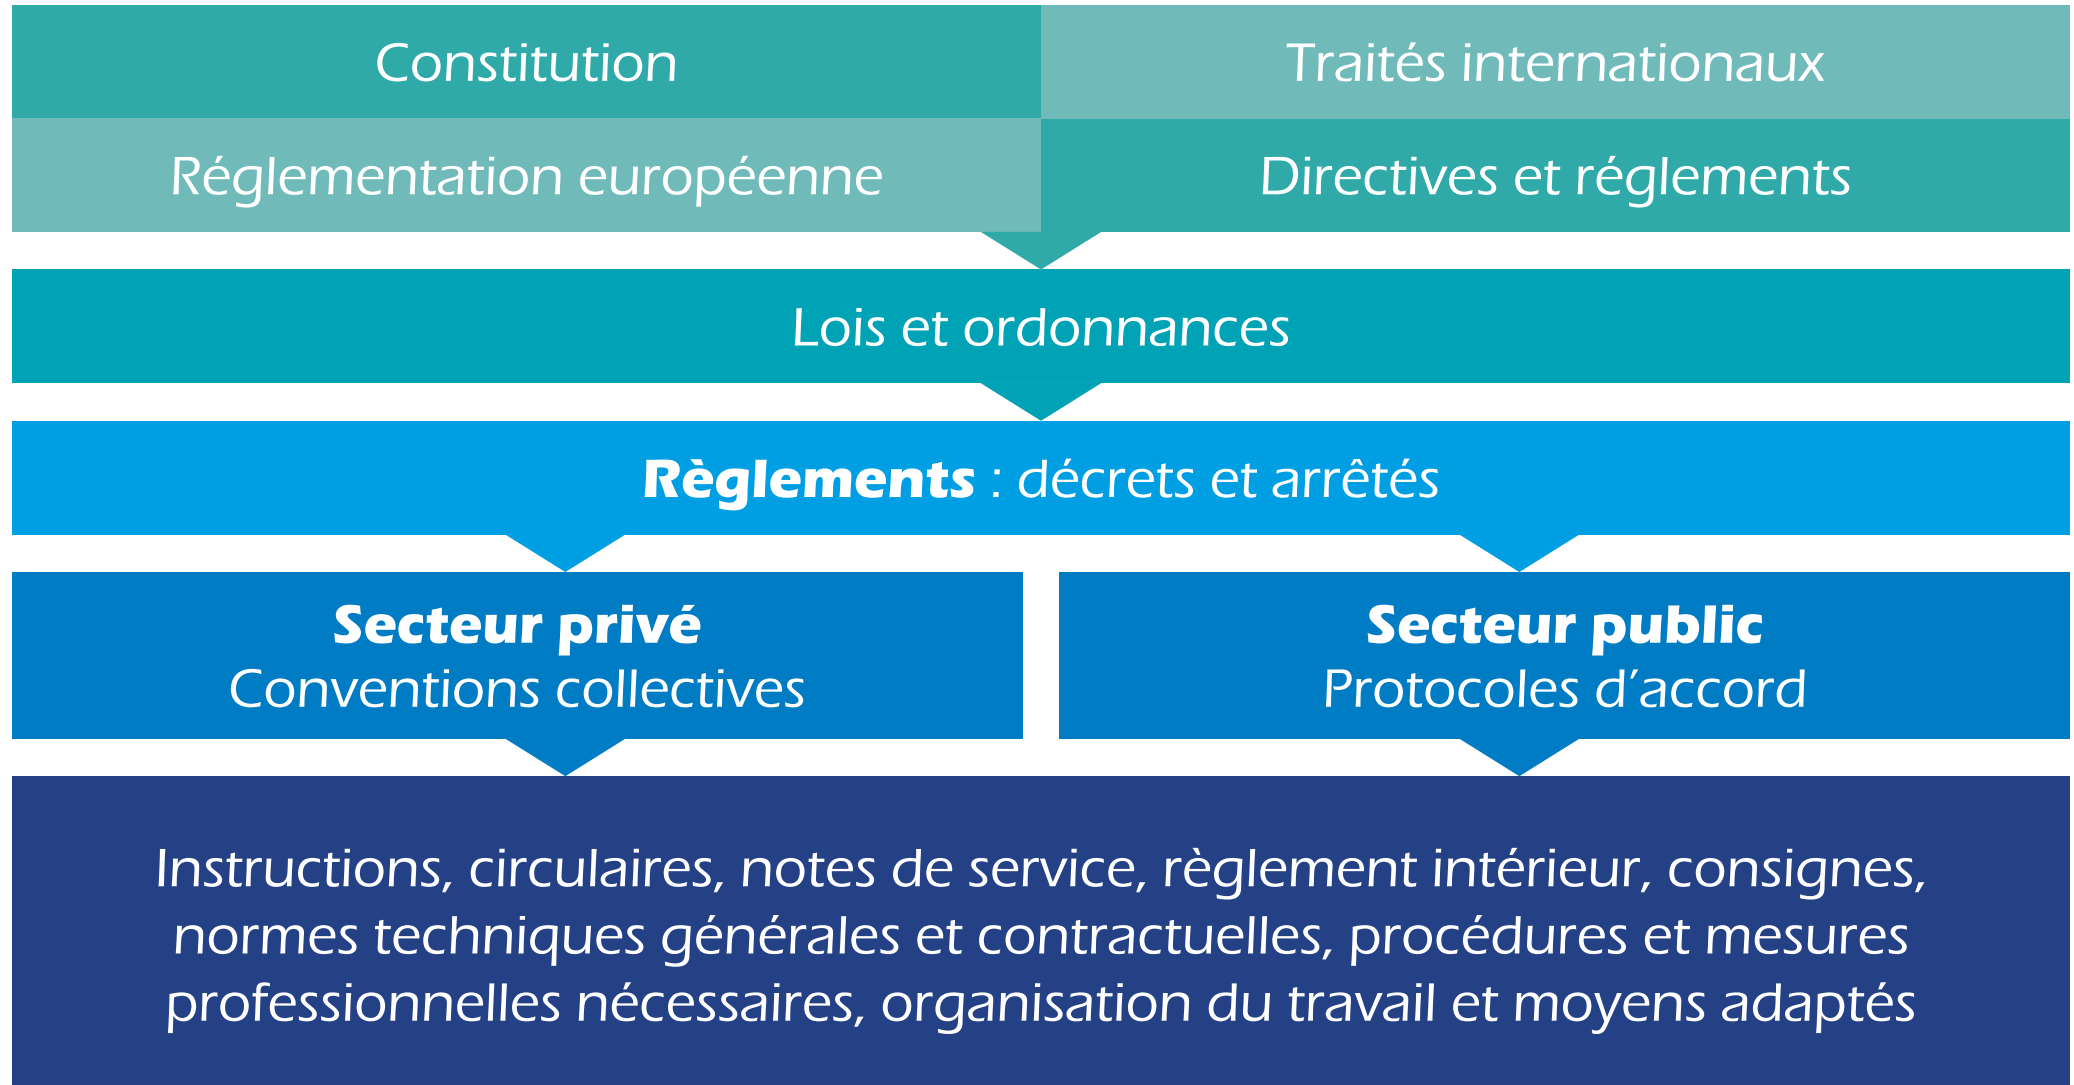 Constitution
Traités internationaux
Réglementation européenne
Directives et réglements
Lois et ordonnances
Règlements : décrets et arrêtés
Secteur privé
Conventions collectives
Secteur public
Protocoles d’accord
Instructions, circulaires, notes de service, règlement intérieur, consignes,
normes techniques générales et contractuelles, procédures et mesures
professionnelles nécessaires, organisation du travail et moyens adaptés